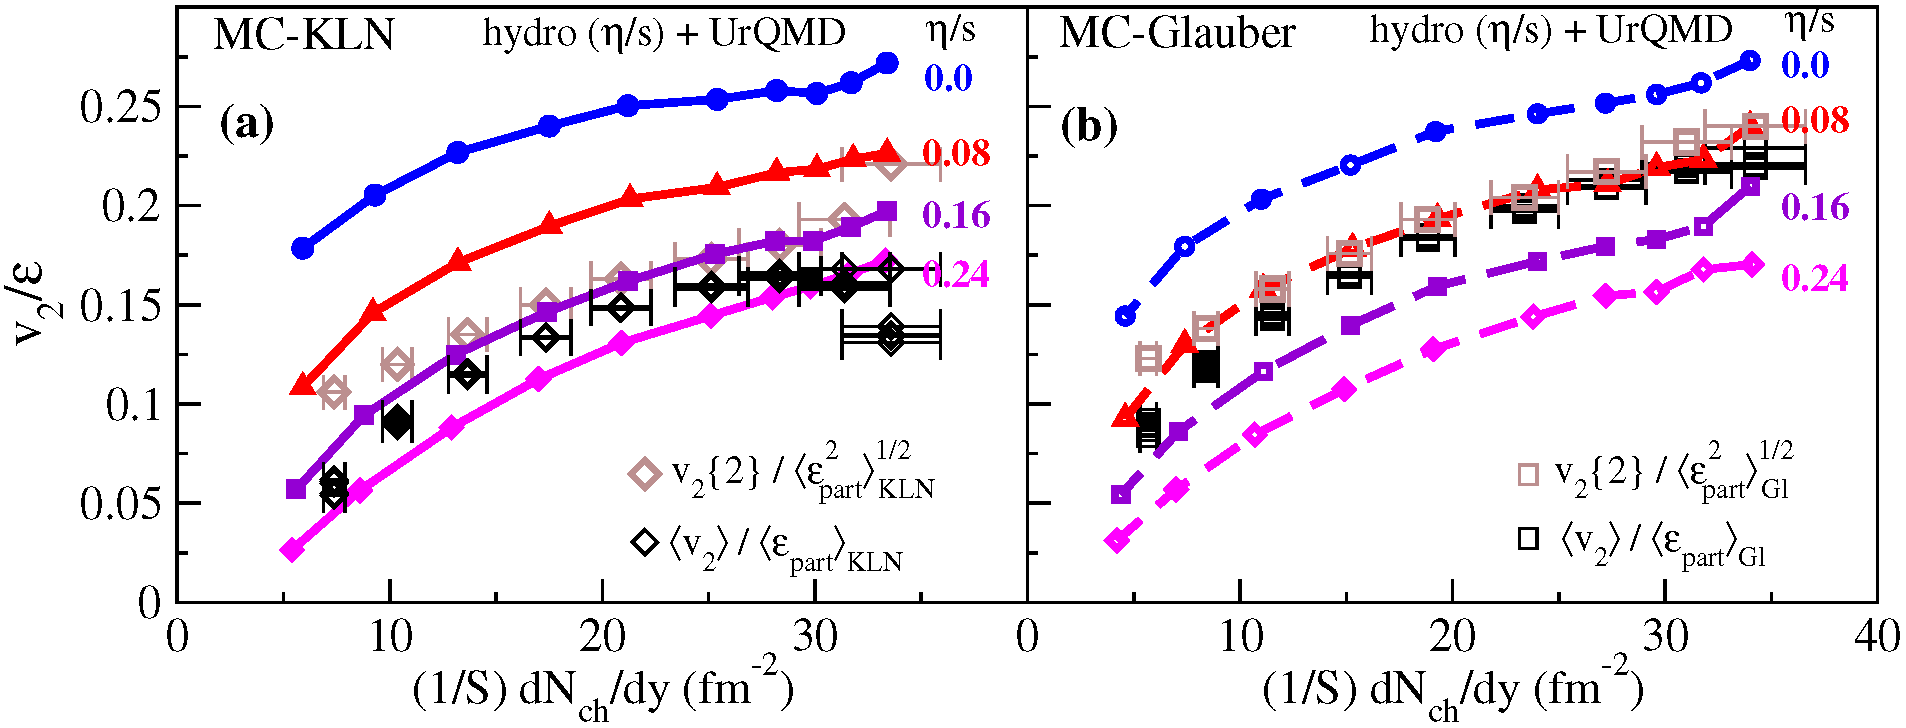 MC-KLN hydro (η/s) + UrQMD η/s
0.0
(a)
0.08
0.16
0.24
v₂{2} / ⟨ε²part⟩^1/2 KLN
⟨v₂⟩ / ⟨εpart⟩KLN
MC-Glauber hydro (η/s) + UrQMD η/s
0.0
(b)
0.08
0.16
0.24
v₂{2} / ⟨ε²part⟩^1/2 Gl
⟨v₂⟩ / ⟨εpart⟩Gl
v₂/ε
0.25
0.2
0.15
0.1
0.05
0
0 10 20 30 0 10 20 30 40
(1/S) dNch/dy (fm⁻²) (1/S) dNch/dy (fm⁻²)